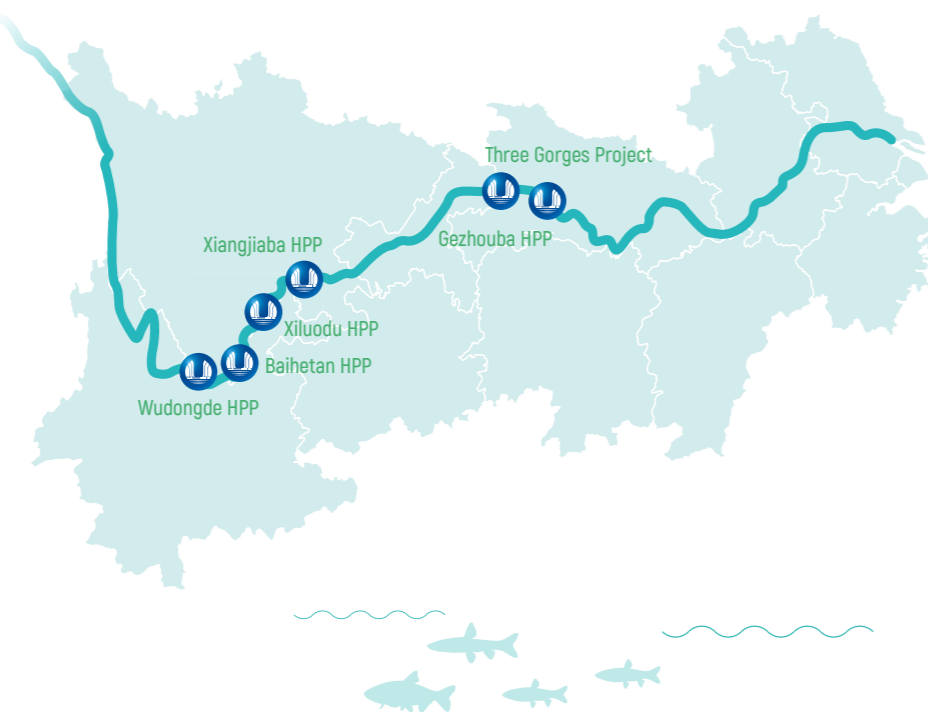 Three Gorges Project
Gezhouba HPP
Xiangjiaba HPP
Xiluodu HPP
Baihetan HPP
Wudongde HPP